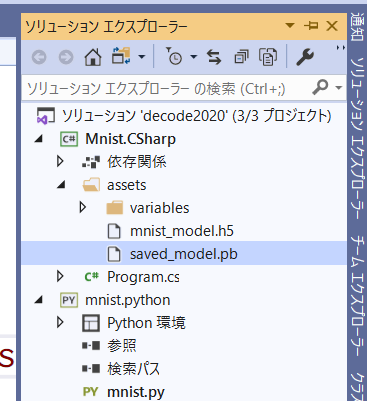 ソリューション エクスプローラー
ソリューション エクスプローラー の検索 (Ctrl+;)
ソリューション 'decode2020' (3/3 プロジェクト)
C# Mnist.CSharp
依存関係
assets
variables
mnist_model.h5
saved_model.pb
C# Program.cs
PY mnist.python
Python 環境
参照
検索パス
PY mnist.py
s
通知
ソリューション エクスプローラー
チーム エクスプローラー
クラス